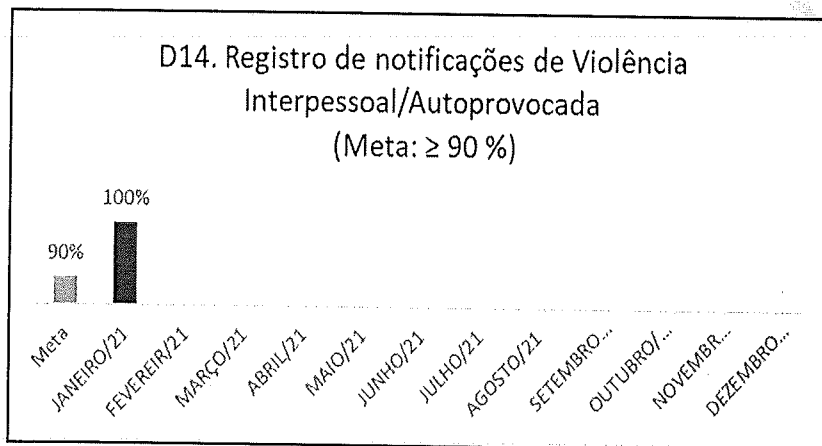 D14. Registro de notificações de Violência
Interpessoal/Autoprovocada
(Meta: ≥ 90 %)
100%
90%
Meta
JANEIRO/21
FEVEREIR/21
MARÇO/21
ABRIL/21
MAIO/21
JUNHO/21
JULHO/21
AGOSTO/21
SETEMBRO...
OUTUBRO/...
NOVEMBR...
DEZEMBRO...